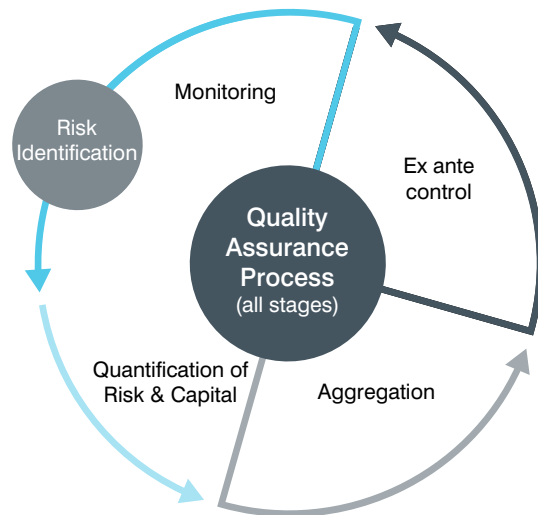 Monitoring
Risk
Identification
Ex ante
control
Quality
Assurance
Process
(all stages)
Quantification of
Risk & Capital
Aggregation